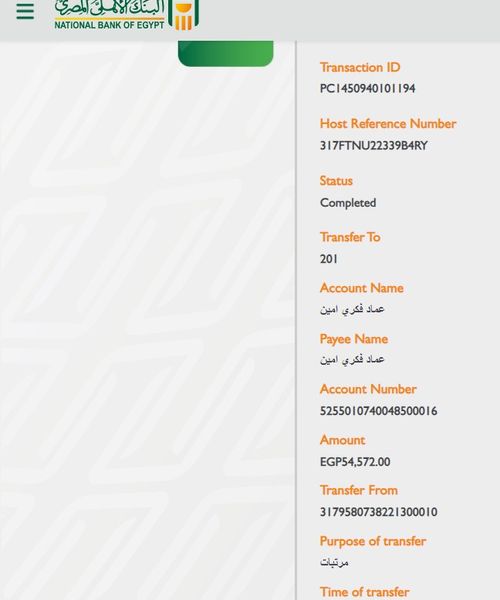 البنك الأهلي المصري
NATIONAL BANK OF EGYPT
Transaction ID
PC1450940101194
Host Reference Number
317FTNU22339B4RY
Status
Completed
Transfer To
201
Account Name
عماد فكري امين
Payee Name
عماد فكري امين
Account Number
5255010740048500016
Amount
EGP54,572.00
Transfer From
3179580738221300010
Purpose of transfer
مرتبات
Time of transfer